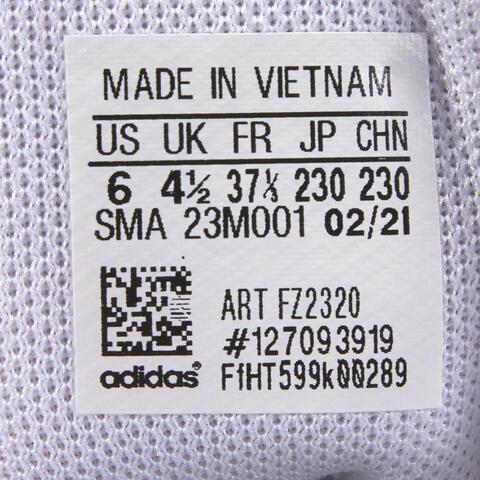 MADE IN VIETNAM
US UK FR JP CHN
6 4½ 37⅓ 230 230
SMA 23M001 02/21
ART FZ2320
#127093919
adidas® FfHT599k00289